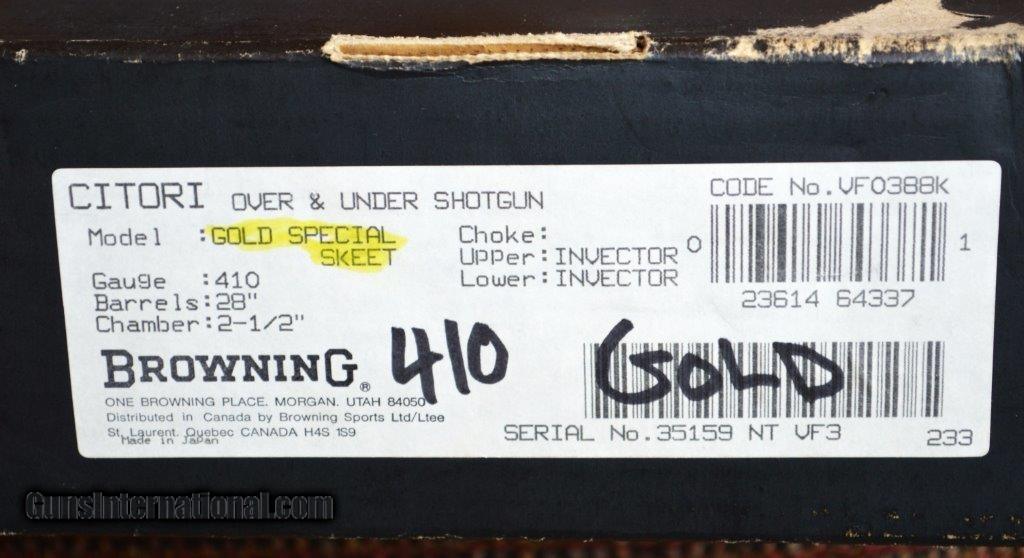 CITORI OVER & UNDER SHOTGUN
CODE No.VF0388K
Model :GOLD SPECIAL
SKEET
Choke:
Upper:INVECTOR
Lower:INVECTOR
0
1
23614 64337
Gauge :410
Barrels:28"
Chamber:2-1/2"
410
GOLD
BROWNING®
ONE BROWNING PLACE. MORGAN. UTAH 84050
Distributed in Canada by Browning Sports Ltd/Ltee
St. Laurent. Quebec CANADA H4S 1S9
Made in Japan
SERIAL No.35159 NT VF3
233
GunsInternational.com